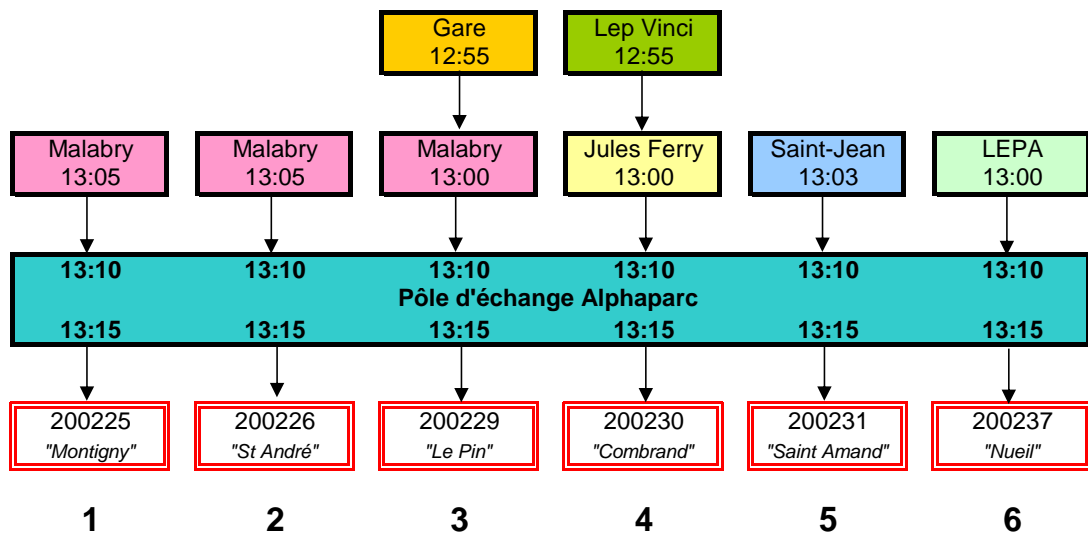 Gare
12:55
Lep Vinci
12:55
Malabry
13:05
Malabry
13:05
Malabry
13:00
Jules Ferry
13:00
Saint-Jean
13:03
LEPA
13:00
13:10 13:10 13:10 13:10 13:10 13:10
Pôle d'échange Alphaparc
13:15 13:15 13:15 13:15 13:15 13:15
200225
"Montigny"
200226
"St André"
200229
"Le Pin"
200230
"Combrand"
200231
"Saint Amand"
200237
"Nueil"
1 2 3 4 5 6